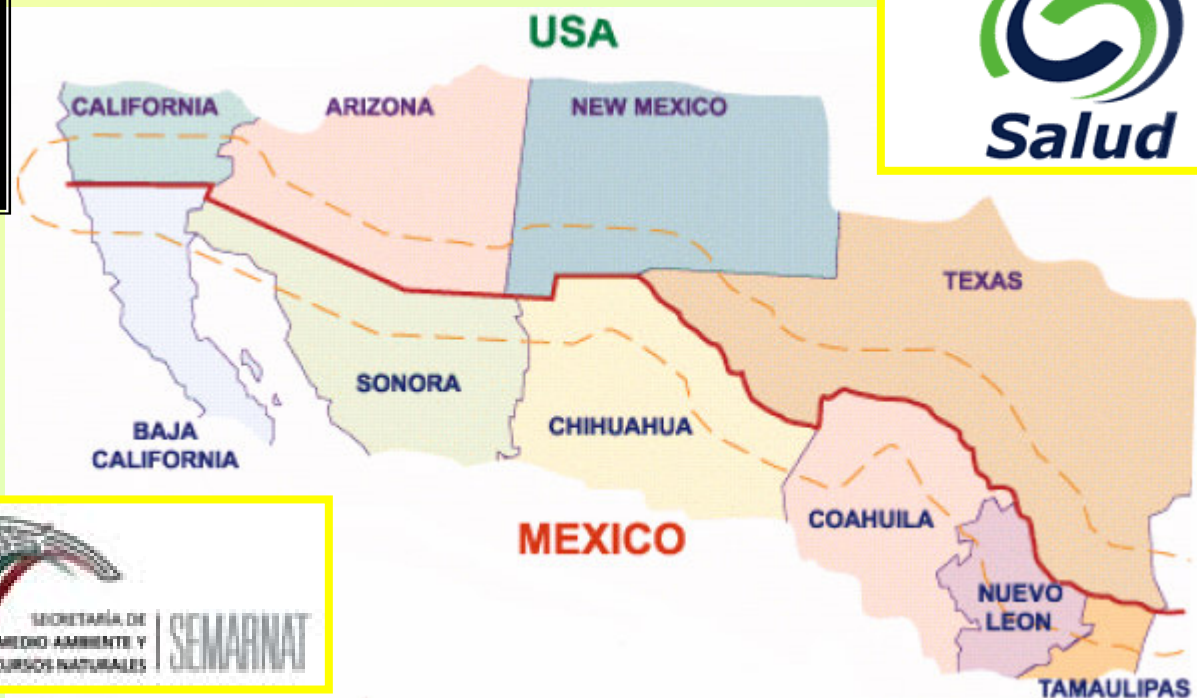 USA
Salud
CALIFORNIA
ARIZONA
NEW MEXICO
TEXAS
SONORA
BAJA
CALIFORNIA
CHIHUAHUA
MEXICO
COAHUILA
NUEVO
LEON
TAMAULIPAS
SECRETARÍA DE
MEDIO AMBIENTE Y
CURSOS NATURALES
SEMARNAT